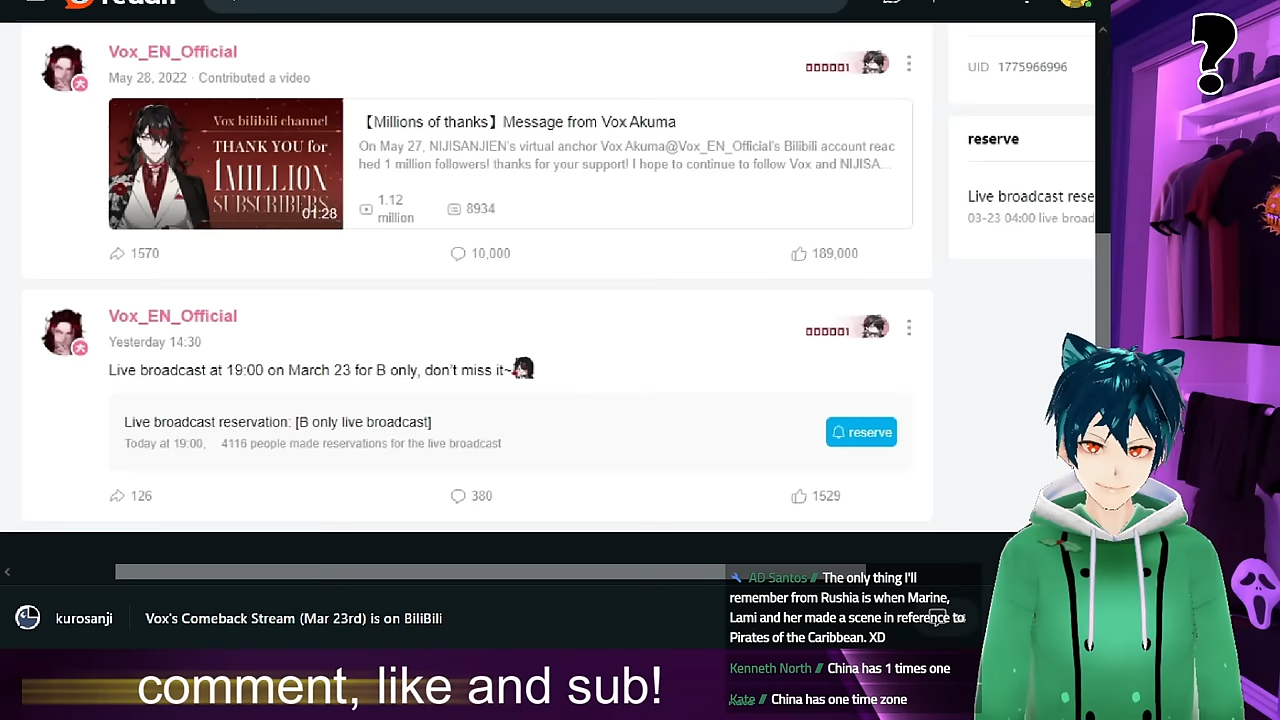 Vox_EN_Official
May 28, 2022 · Contributed a video
Vox bilibili channel
THANK YOU for
1MILLION
SUBSCRIBERS
01:28
【Millions of thanks】Message from Vox Akuma
On May 27, NIJISANJIEN's virtual anchor Vox Akuma@Vox_EN_Official's Bilibili account reac
hed 1 million followers! thanks for your support! I hope to continue to follow Vox and NIJISA...
1.12
million
8934
1570
10,000
189,000
UID 1775966996
reserve
Live broadcast rese
03-23 04:00 live broad
Vox_EN_Official
Yesterday 14:30
Live broadcast at 19:00 on March 23 for B only, don't miss it~
Live broadcast reservation: [B only live broadcast]
Today at 19:00, 4116 people made reservations for the live broadcast
reserve
126
380
1529
kurosanji
Vox's Comeback Stream (Mar 23rd) is on BiliBili
AD Santos // The only thing I'll
remember from Rushia is when Marine,
Lami and her made a scene in reference to
Pirates of the Caribbean. XD
Kenneth North // China has 1 times one
Kate // China has one time zone
comment, like and sub!
?